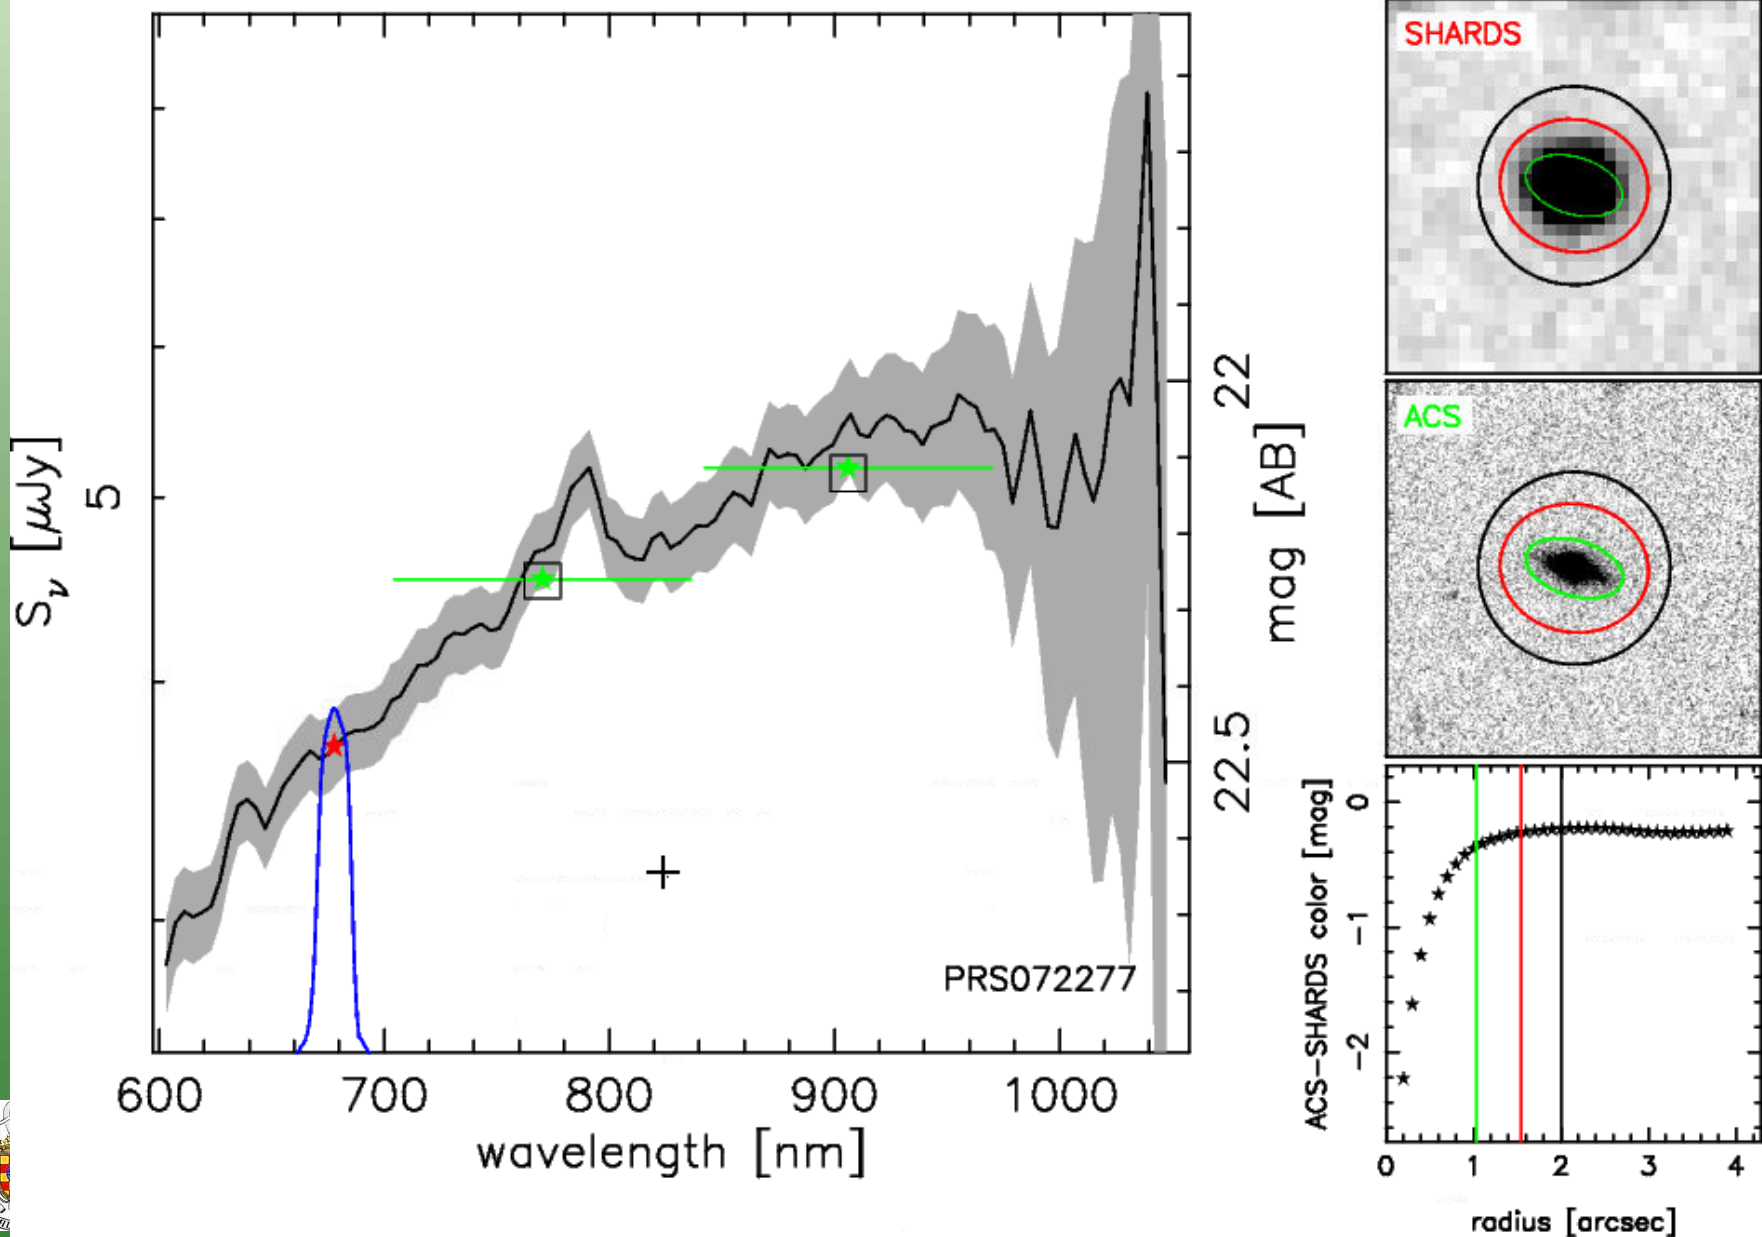 SHARDS
ACS
5
S_ν [μJy]
22
22.5
mag [AB]
PRS072277
600 700 800 900 1000
wavelength [nm]
0
-1
-2
ACS-SHARDS color [mag]
0 1 2 3 4
radius [arcsec]